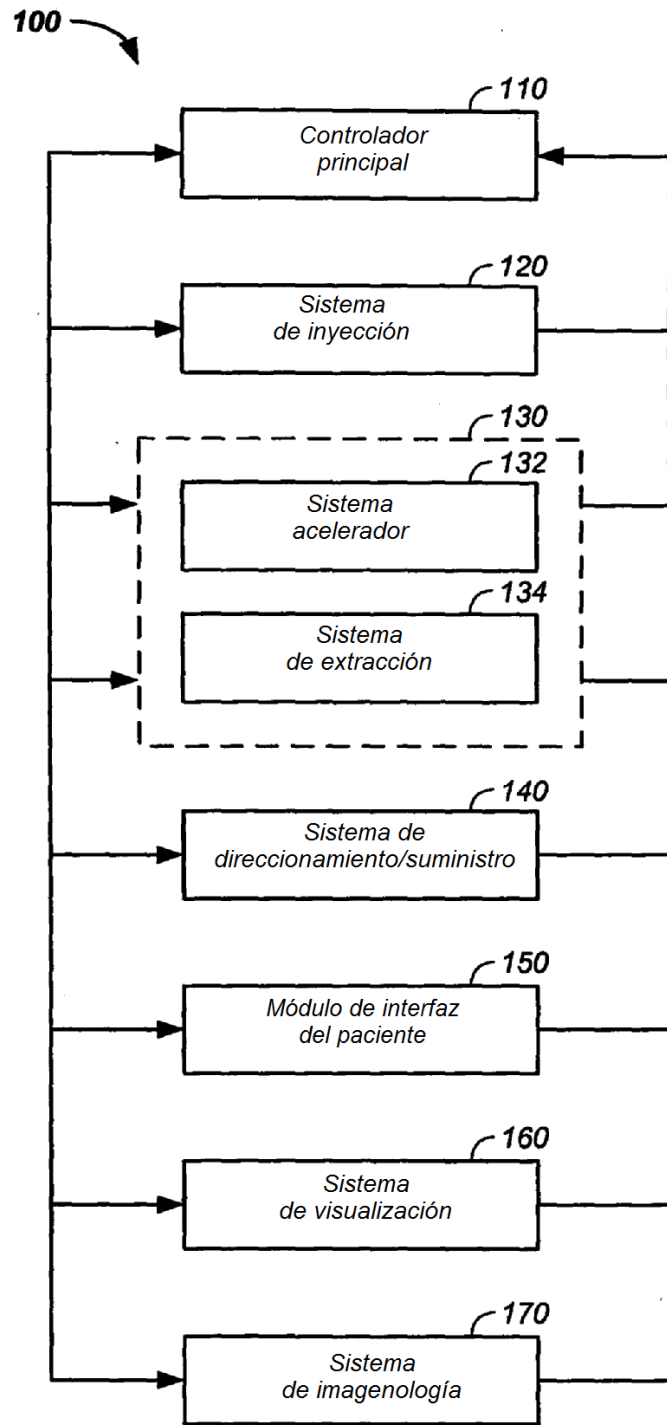 100
110
Controlador
principal
120
Sistema
de inyección
130
132
Sistema
acelerador
134
Sistema
de extracción
140
Sistema de
direccionamiento/suministro
150
Módulo de interfaz
del paciente
160
Sistema
de visualización
170
Sistema
de imagenología